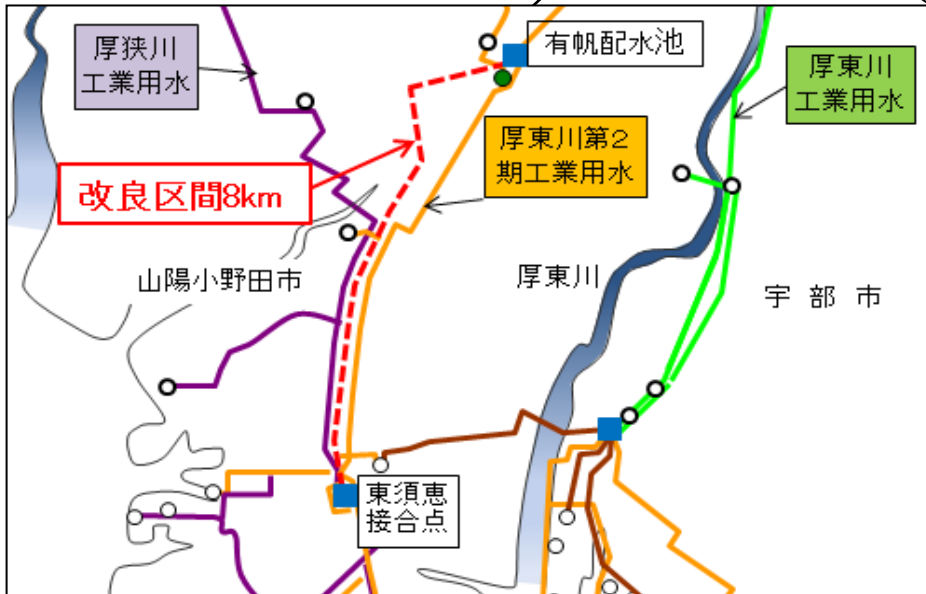 厚狭川
工業用水
有帆配水池
厚東川
工業用水
厚東川第2
期工業用水
改良区間8km
山陽小野田市
厚東川
宇部市
東須恵
接合点